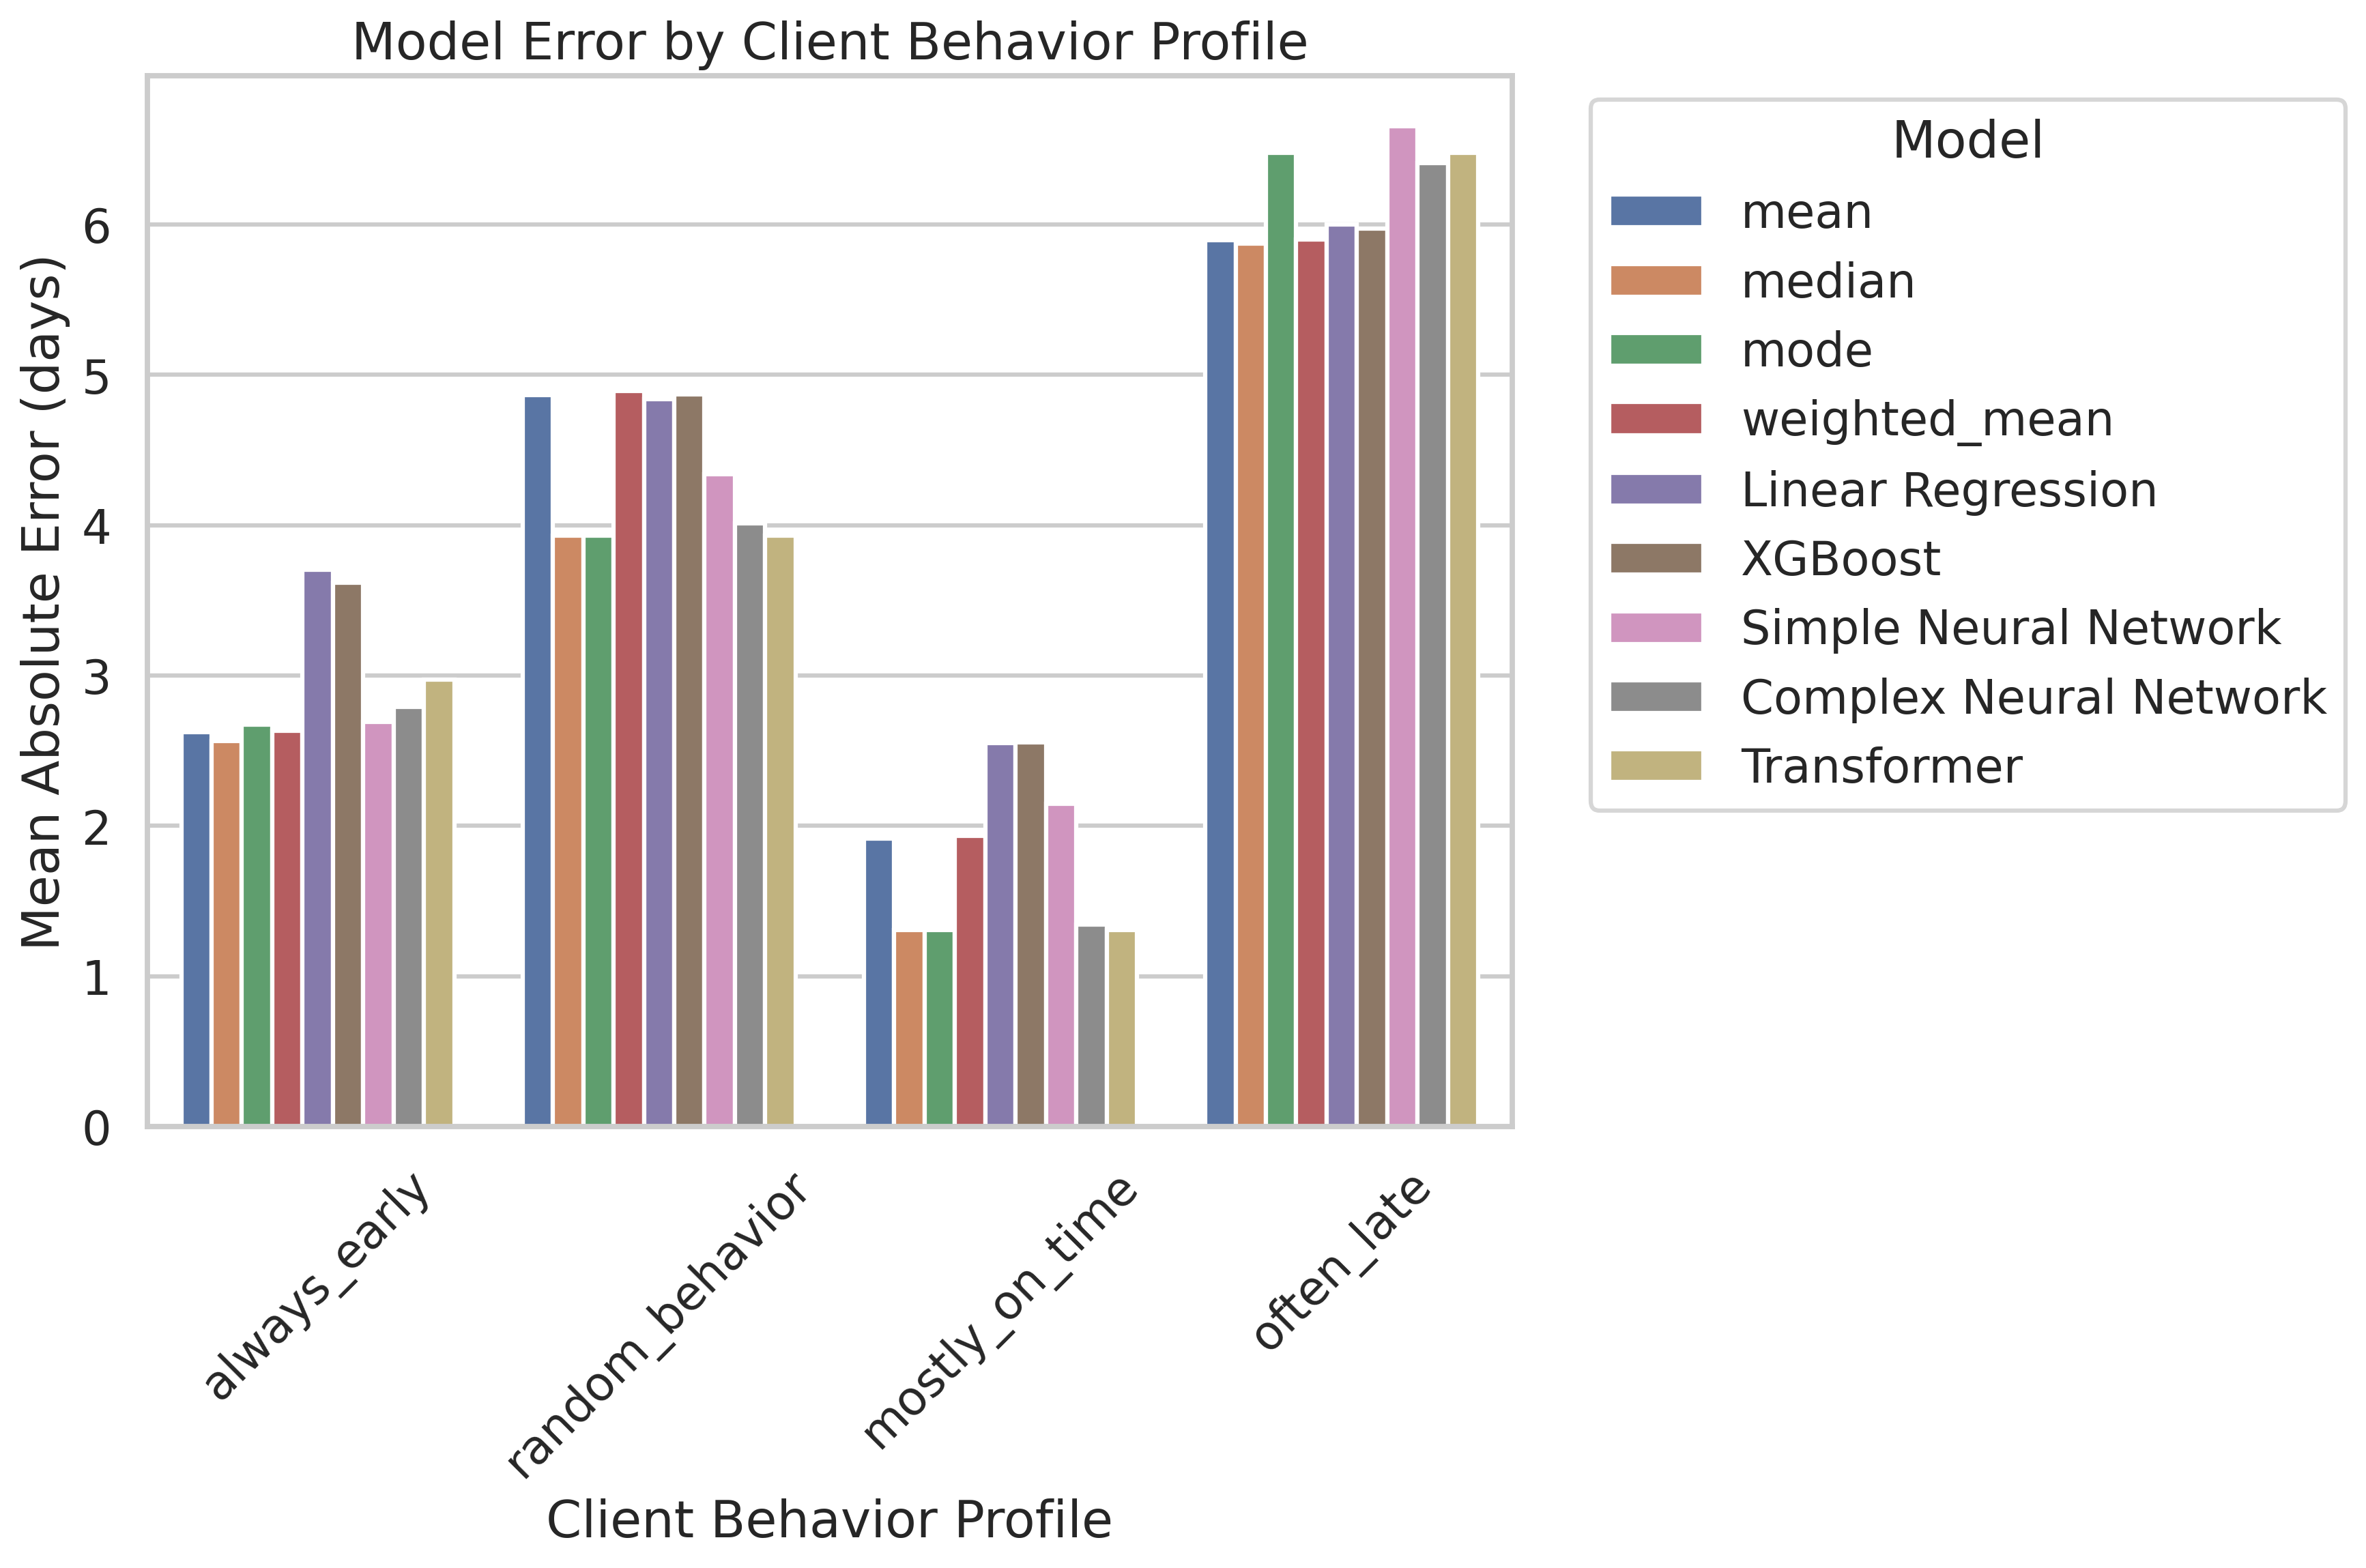 Model Error by Client Behavior Profile
Mean Absolute Error (days)
6
5
4
3
2
1
0
always_early
random_behavior
mostly_on_time
often_late
Client Behavior Profile
Model
mean
median
mode
weighted_mean
Linear Regression
XGBoost
Simple Neural Network
Complex Neural Network
Transformer